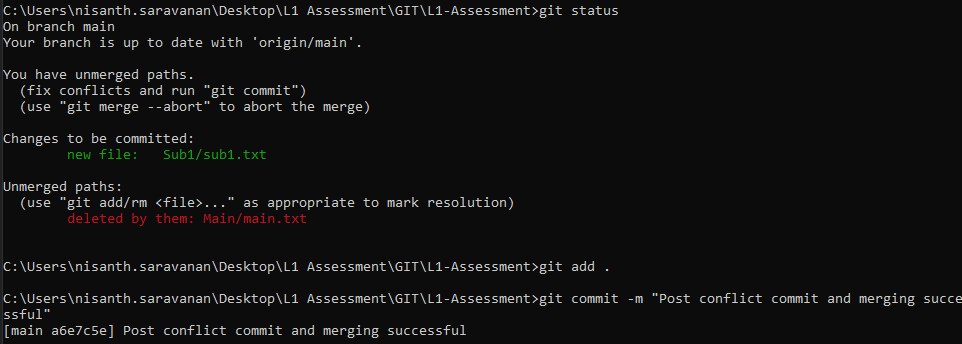 C:\Users\nisanth.saravanan\Desktop\L1 Assessment\GIT\L1-Assessment>git status
On branch main
Your branch is up to date with 'origin/main'.
You have unmerged paths.
(fix conflicts and run "git commit")
(use "git merge --abort" to abort the merge)
Changes to be committed:
new file:   Sub1/sub1.txt
Unmerged paths:
(use "git add/rm <file>..." as appropriate to mark resolution)
deleted by them: Main/main.txt
C:\Users\nisanth.saravanan\Desktop\L1 Assessment\GIT\L1-Assessment>git add .
C:\Users\nisanth.saravanan\Desktop\L1 Assessment\GIT\L1-Assessment>git commit -m "Post conflict commit and merging succe
ssful"
[main a6e7c5e] Post conflict commit and merging successful